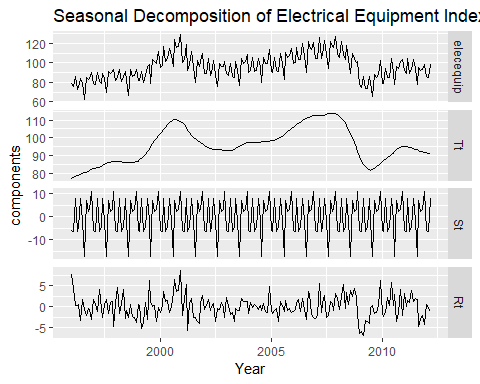 Seasonal Decomposition of Electrical Equipment Index
120
100
80
60
elecequip
110
100
90
80
Tt
10
0
-10
St
5
0
-5
Rt
components
2000
2005
2010
Year